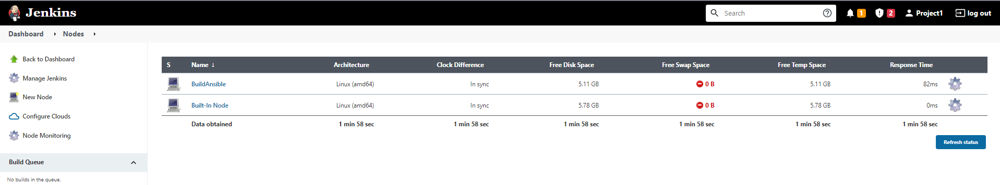 Jenkins Search 1 2 Project1 log out
Dashboard Nodes
Back to Dashboard
Manage Jenkins
New Node
Configure Clouds
Node Monitoring
Build Queue
No builds in the queue.
S Name ↓ Architecture Clock Difference Free Disk Space Free Swap Space Free Temp Space Response Time
BuildAnsible Linux (amd64) In sync 5.11 GB 0 B 5.11 GB 82ms
Built-In Node Linux (amd64) In sync 5.78 GB 0 B 5.78 GB 0ms
Data obtained 1 min 58 sec 1 min 58 sec 1 min 58 sec 1 min 58 sec 1 min 58 sec 1 min 58 sec
Refresh status